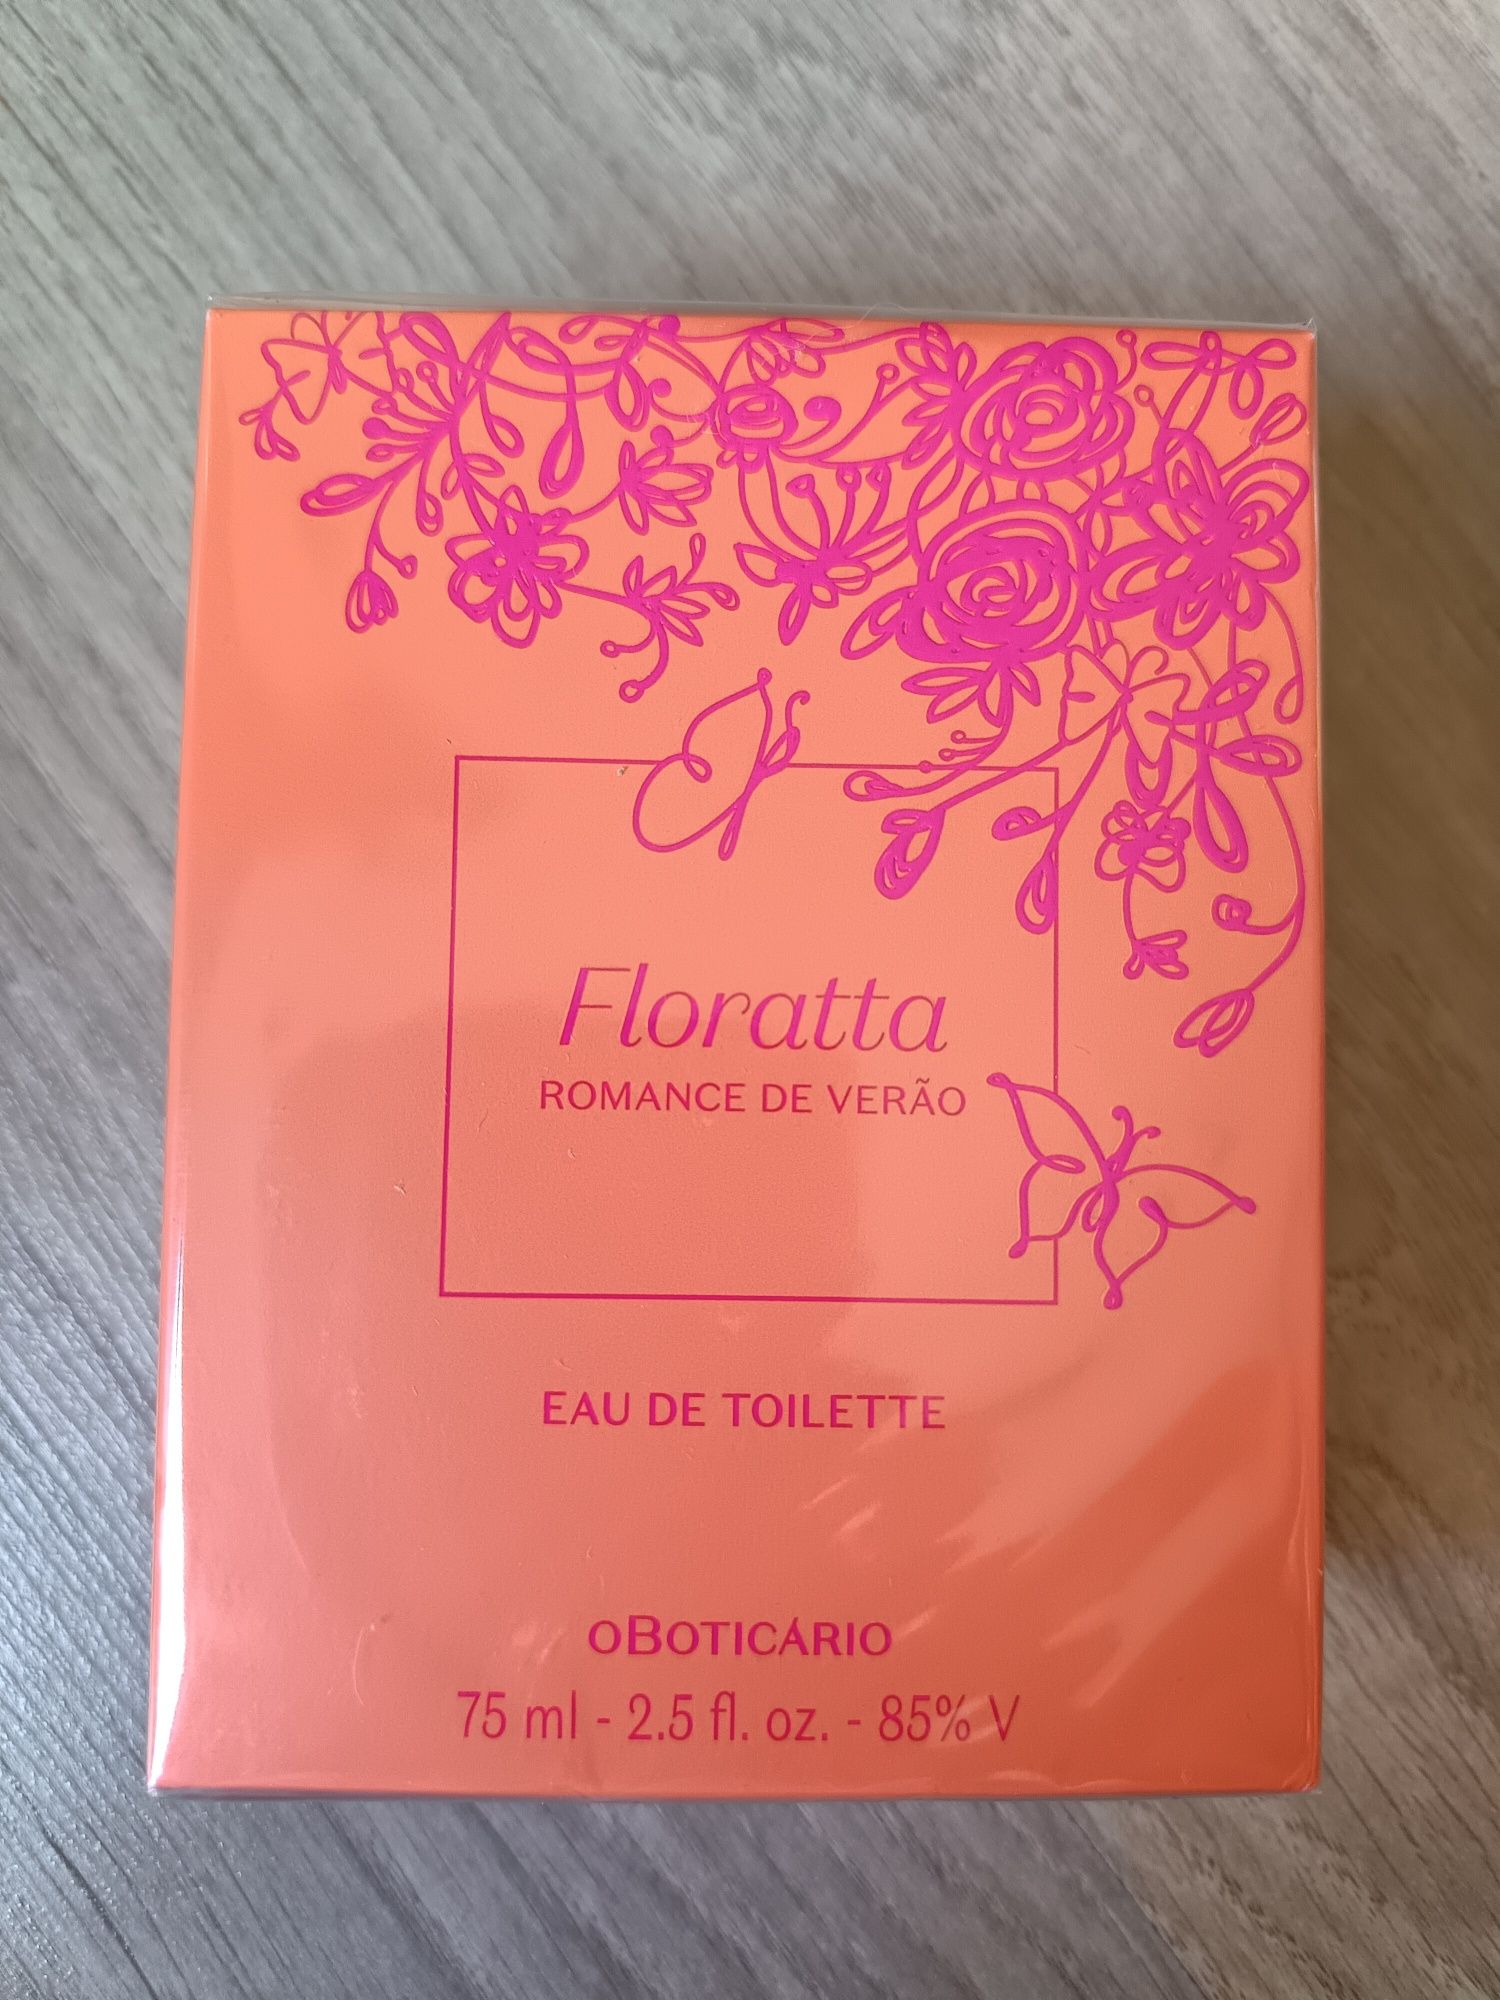 Floratta
ROMANCE DE VERÃO
EAU DE TOILETTE
oBOTICÁRIO
75 ml - 2.5 fl. oz. - 85% V